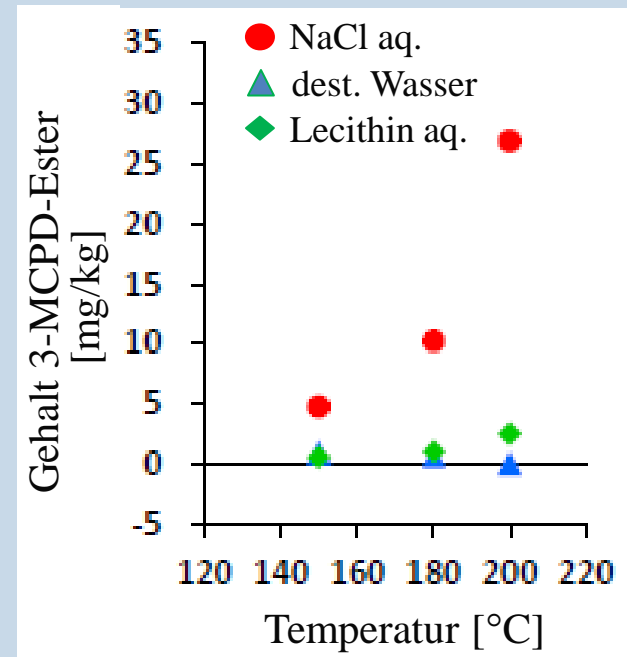 NaCl aq.
dest. Wasser
Lecithin aq.
Gehalt 3-MCPD-Ester
[mg/kg]
35
30
25
20
15
10
5
0
-5
120 140 160 180 200 220
Temperatur [°C]